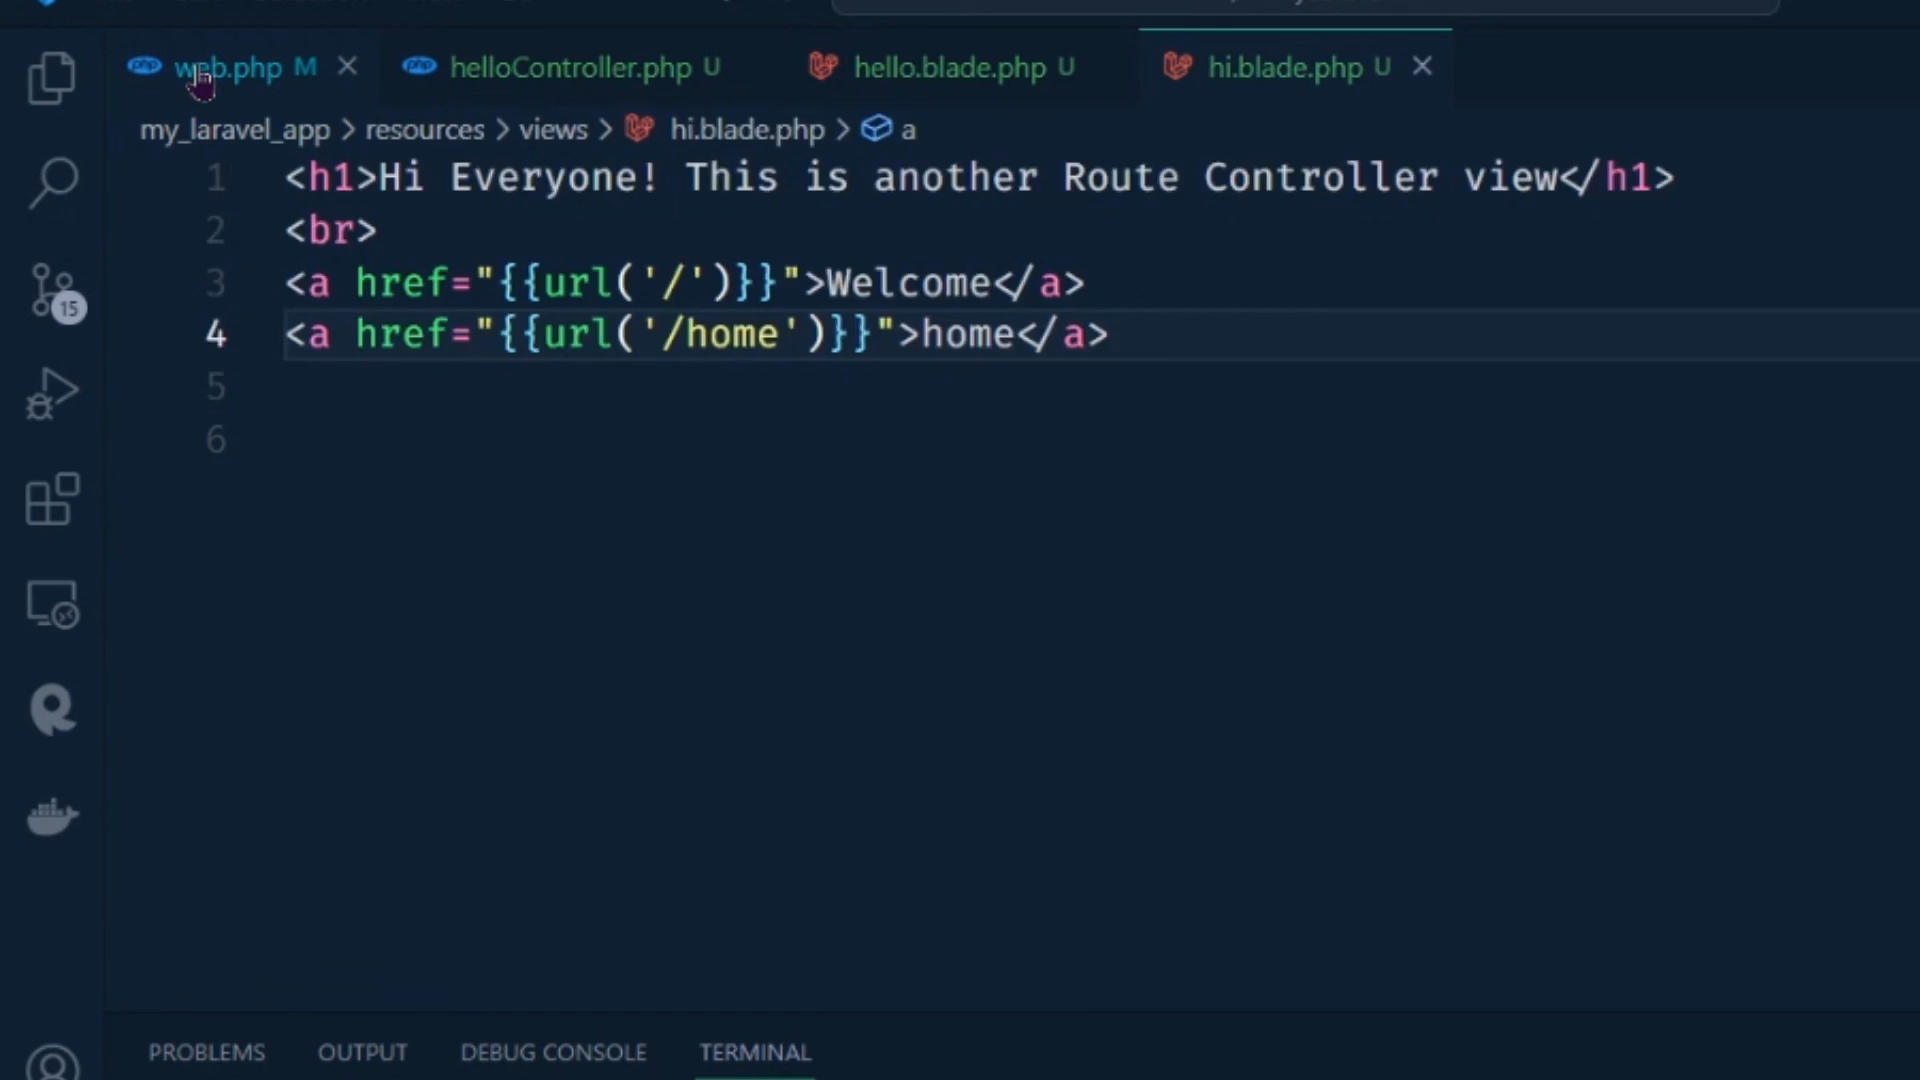 php web.php M × php helloController.php U hello.blade.php U hi.blade.php U ×
my_laravel_app > resources > views > hi.blade.php > a
1 <h1>Hi Everyone! This is another Route Controller view</h1>
2 <br>
3 <a href="{{url('/')}}">Welcome</a>
4 <a href="{{url('/home')}}">home</a>
5
6
15
PROBLEMS OUTPUT DEBUG CONSOLE TERMINAL